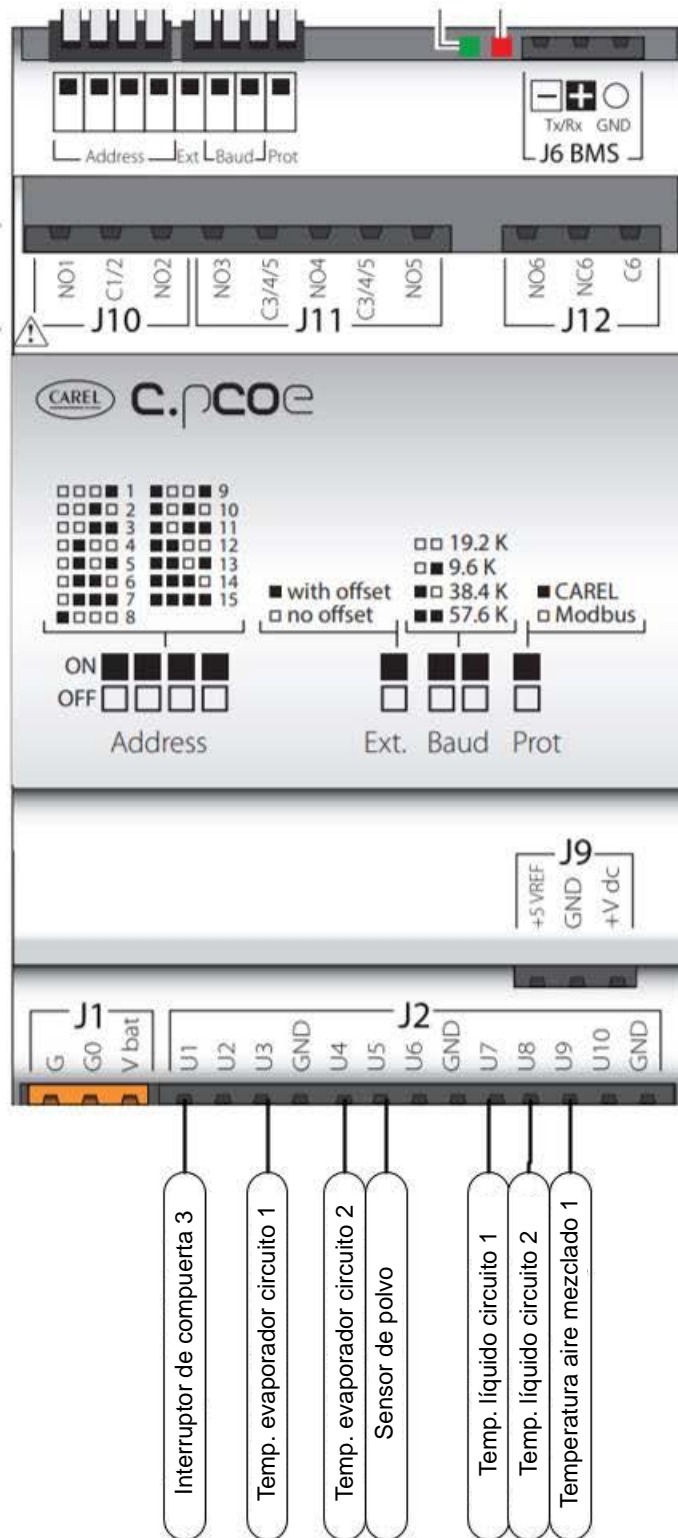 Address Ext Baud Prot
Tx/Rx GND
J6 BMS
NO1 C1/2 NO2 NO3 C3/4/5 NO4 C3/4/5 NO5 NO6 NC6 C6
J10 J11 J12
CAREL c.pCOe
1 9
2 10
3 11
4 12
5 13
6 14
7 15
8
with offset
no offset
19.2 K
9.6 K
38.4 K
57.6 K
CAREL
Modbus
ON
OFF
Address Ext. Baud Prot
J9
+5 VREF GND +V dc
J1 J2
G G0 V bat U1 U2 U3 GND U4 U5 U6 GND U7 U8 U9 U10 GND
Interruptor de compuerta 3
Temp. evaporador circuito 1
Temp. evaporador circuito 2
Sensor de polvo
Temp. líquido circuito 1
Temp. líquido circuito 2
Temperatura aire mezclado 1